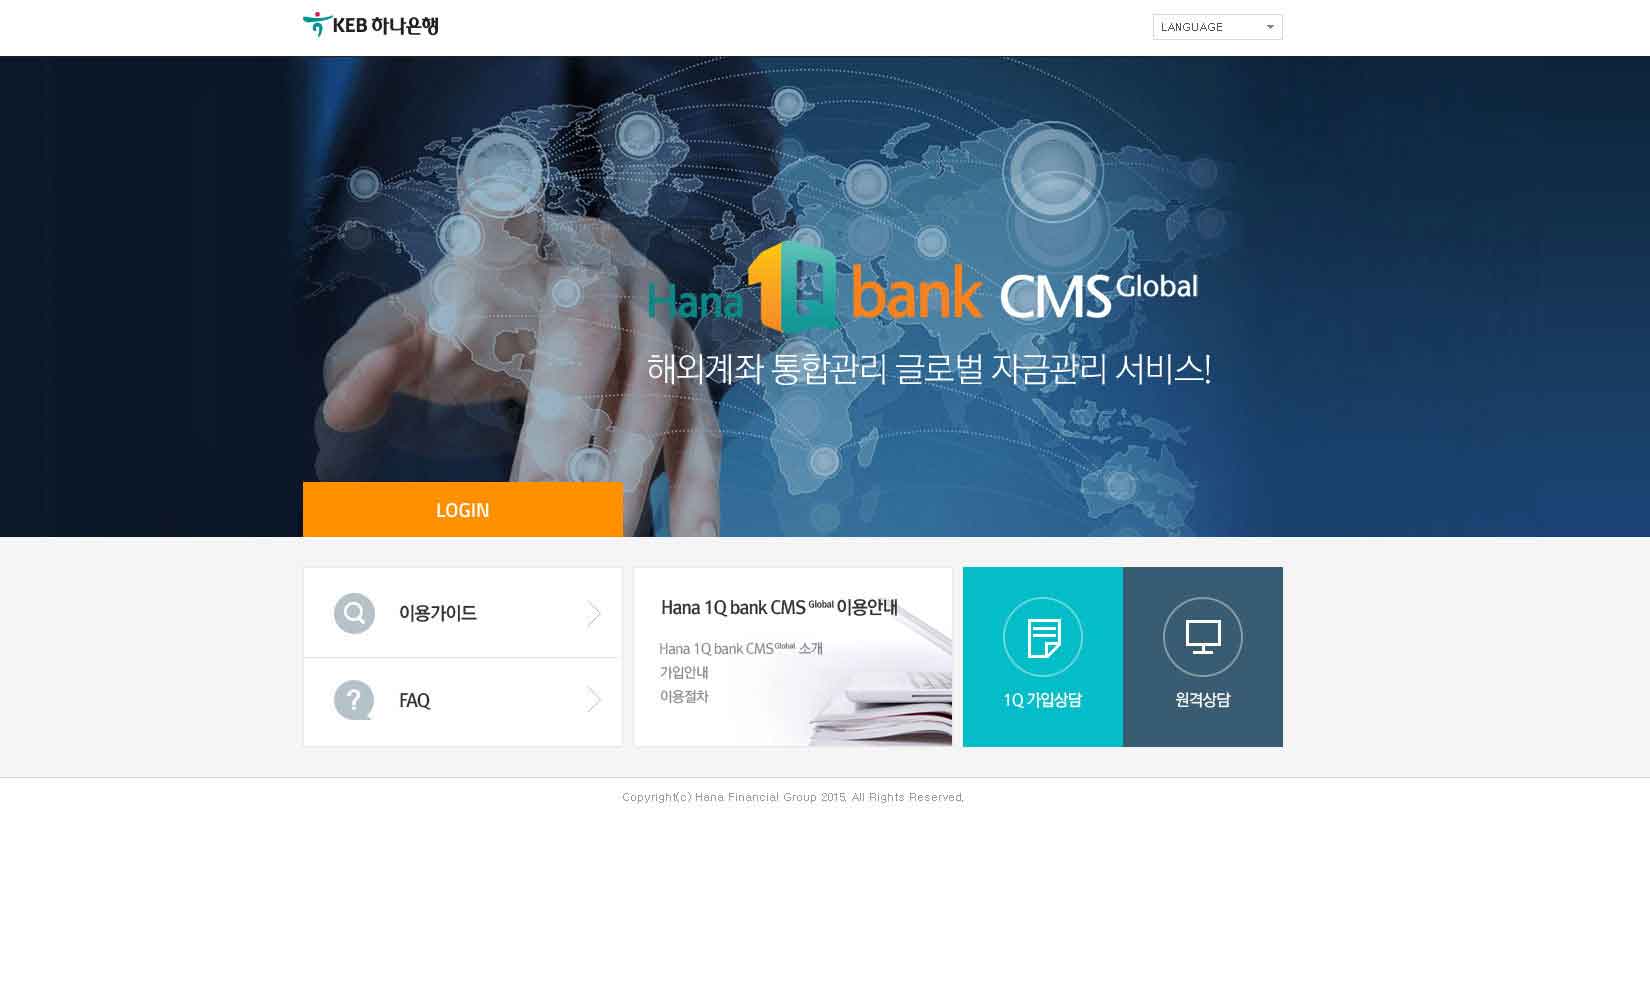 KEB 하나은행
LANGUAGE
Hana 1Q bank CMS Global
해외계좌 통합관리 글로벌 자금관리 서비스!
LOGIN
이용가이드
FAQ
Hana 1Q bank CMS Global 이용안내
Hana 1Q bank CMS Global 소개
가입안내
이용절차
1Q 가입상담
원격상담
Copyright(c) Hana Financial Group 2015. All Rights Reserved.